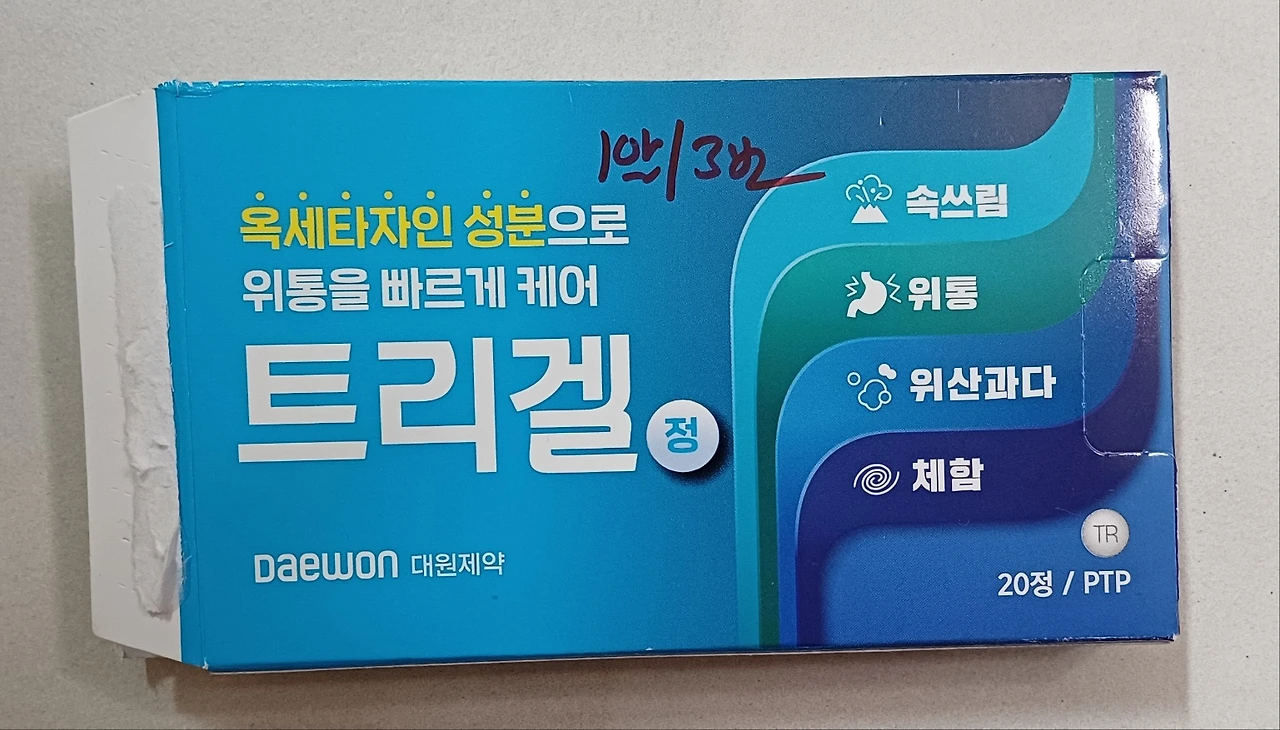 1알/3번
옥세타자인 성분으로
위통을 빠르게 케어
트리겔 정
DAEWON 대원제약
속쓰림
위통
위산과다
체함
TR
20정 / PTP